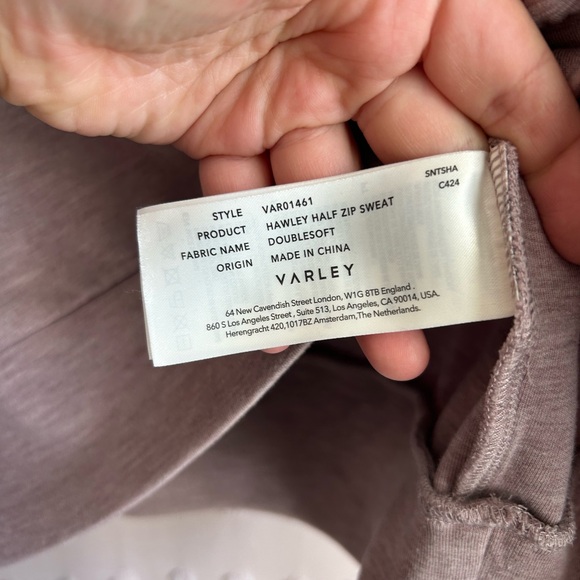 SNTSHA
C424
STYLE VAR01461
PRODUCT HAWLEY HALF ZIP SWEAT
FABRIC NAME DOUBLESOFT
ORIGIN MADE IN CHINA
VARLEY
64 New Cavendish Street London, W1G 8TB England .
860 S Los Angeles Street , Suite 513, Los Angeles, CA 90014, USA.
Herengracht 420,1017BZ Amsterdam,The Netherlands.